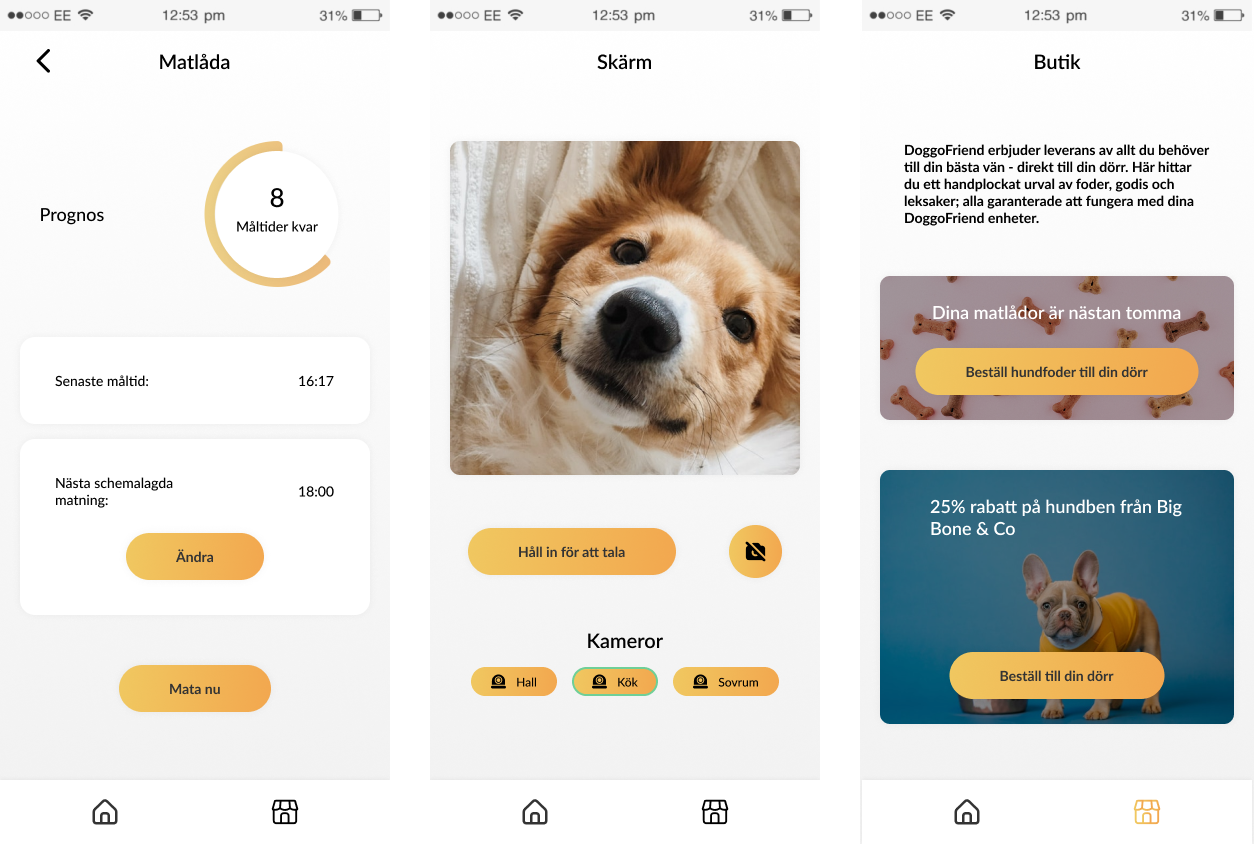 EE
12:53 pm
31%
Matlåda
Prognos
8
Måltider kvar
Senaste måltid:
16:17
Nästa schemalagda
matning:
18:00
Ändra
Mata nu
EE
12:53 pm
31%
Skärm
Håll in för att tala
Kameror
Hall
Kök
Sovrum
EE
12:53 pm
31%
Butik
DoggoFriend erbjuder leverans av allt du behöver
till din bästa vän - direkt till din dörr. Här hittar
du ett handplockat urval av foder, godis och
leksaker; alla garanterade att fungera med dina
DoggoFriend enheter.
Dina matlådor är nästan tomma
Beställ hundfoder till din dörr
25% rabatt på hundben från Big
Bone & Co
Beställ till din dörr